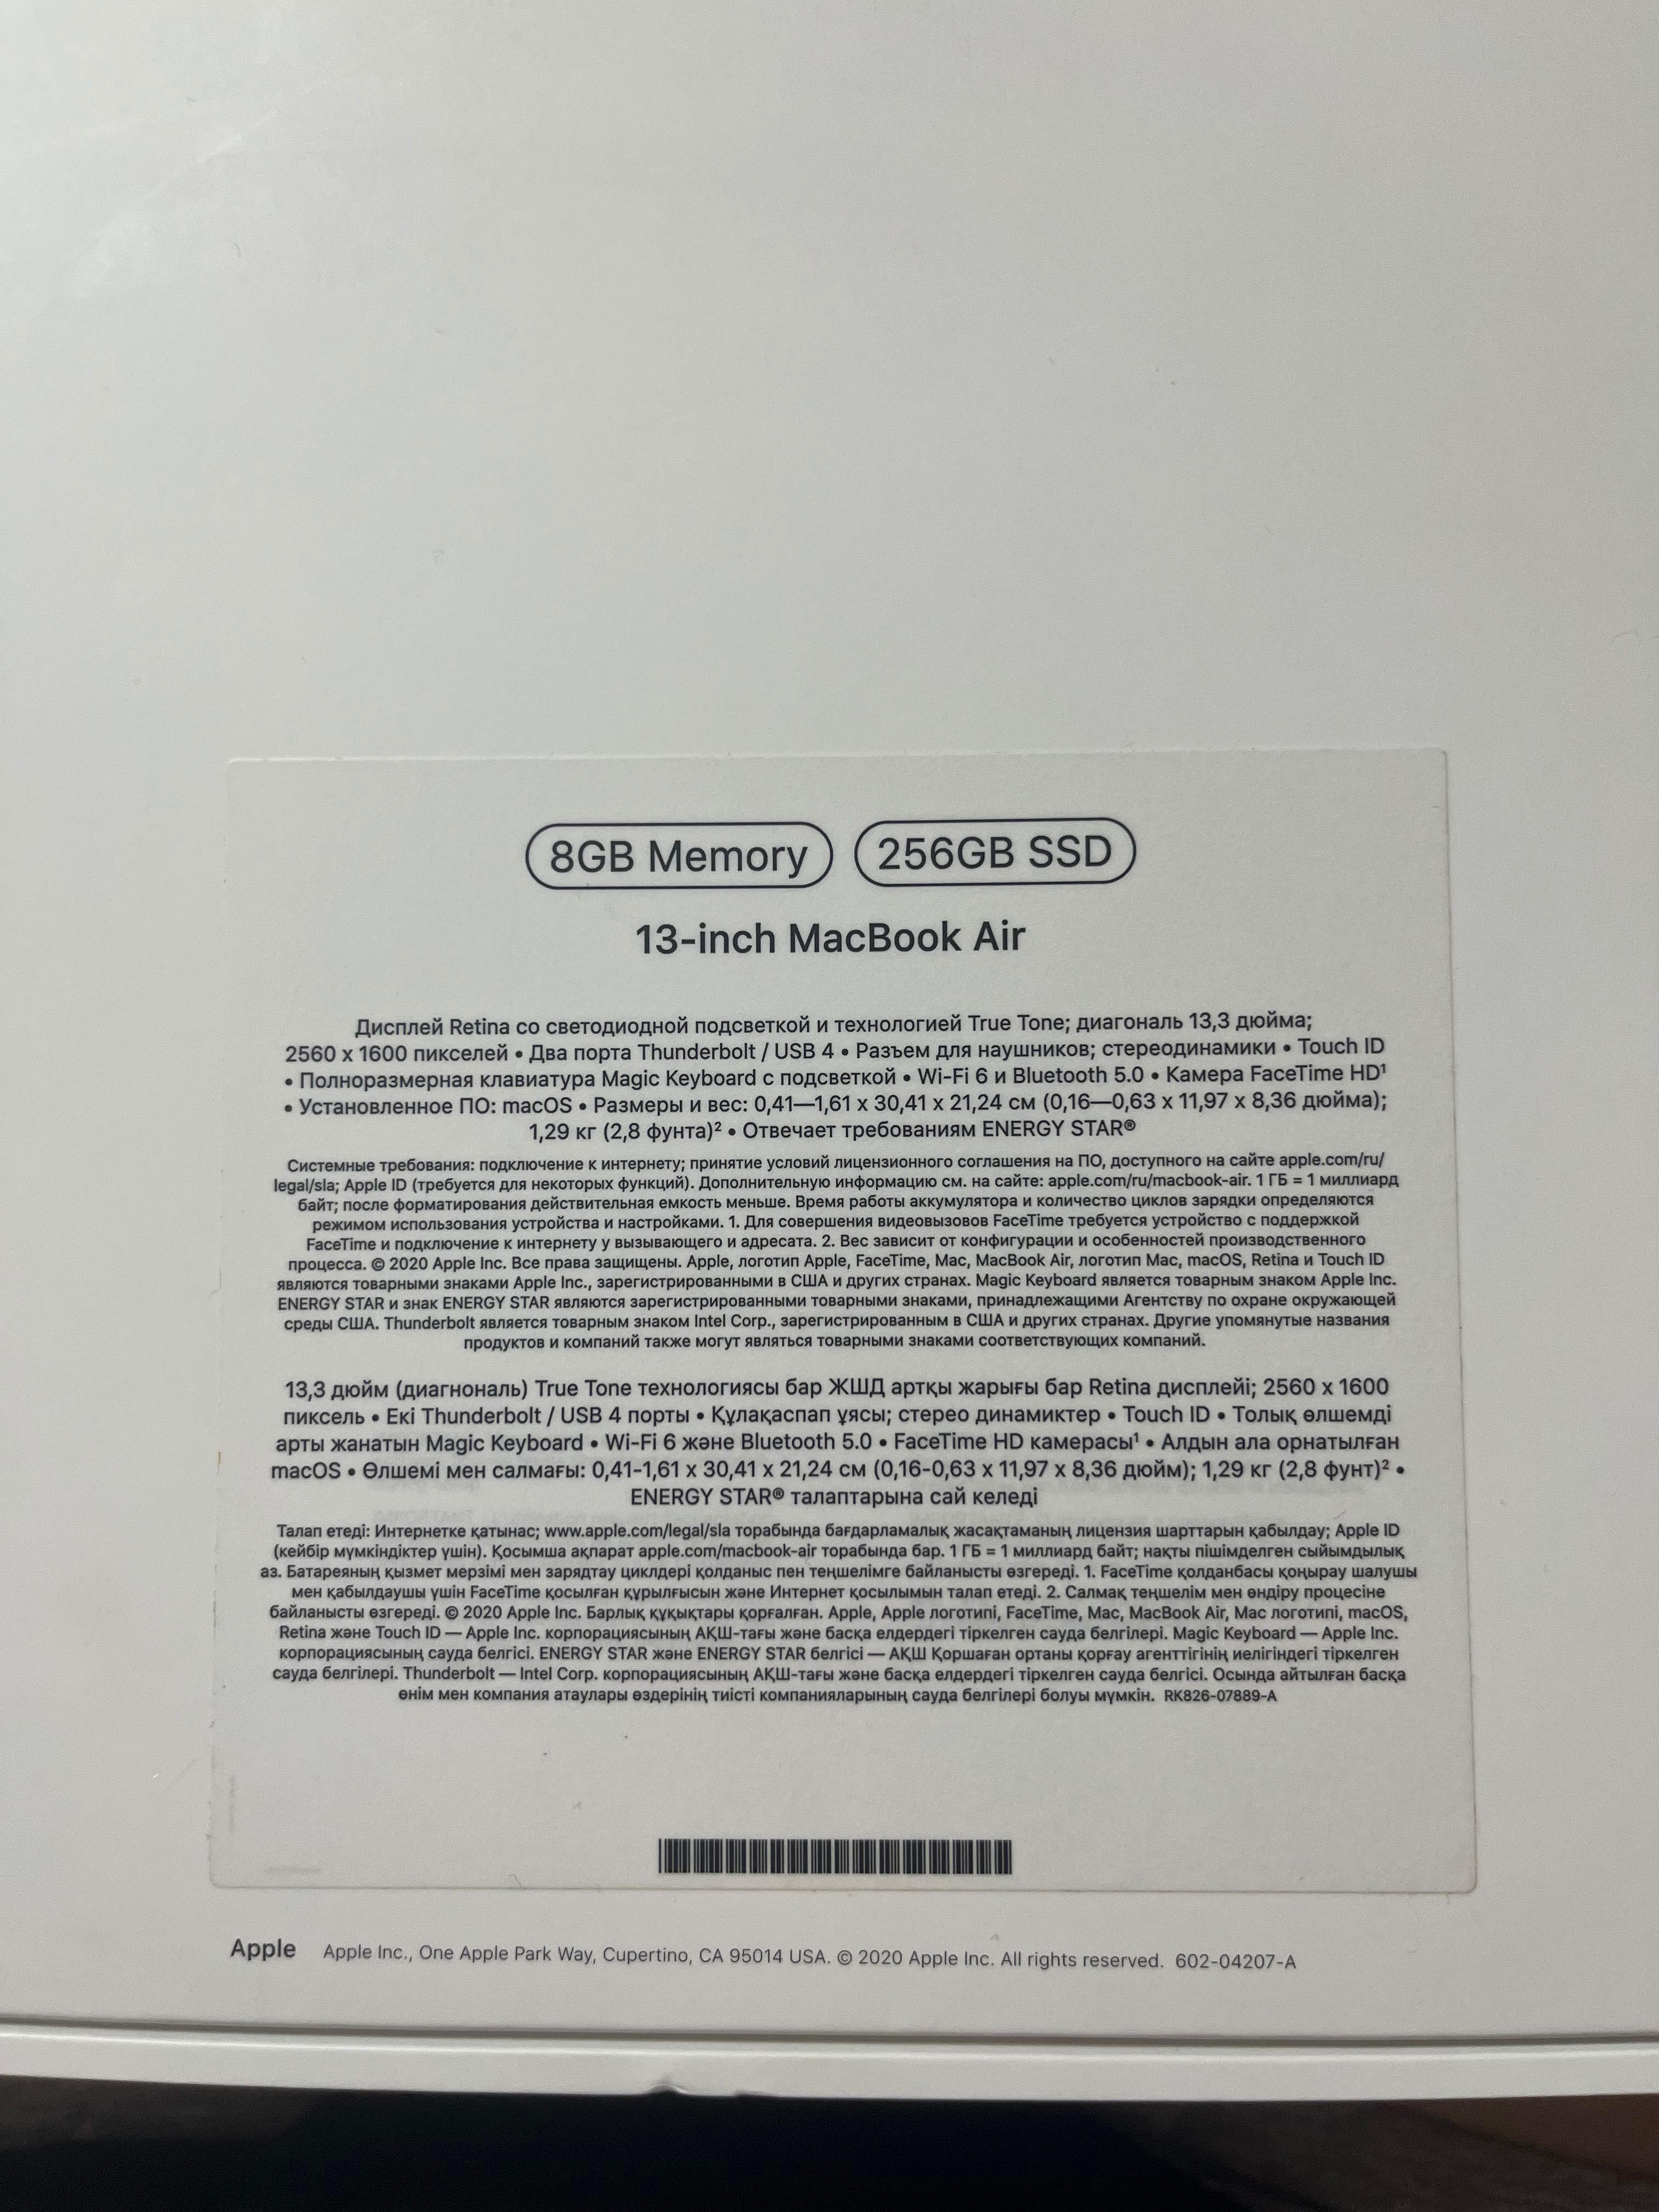 8GB Memory 256GB SSD
13-inch MacBook Air
Дисплей Retina со светодиодной подсветкой и технологией True Tone; диагональ 13,3 дюйма;
2560 x 1600 пикселей • Два порта Thunderbolt / USB 4 • Разъем для наушников; стереодинамики • Touch ID
• Полноразмерная клавиатура Magic Keyboard с подсветкой • Wi-Fi 6 и Bluetooth 5.0 • Камера FaceTime HD¹
• Установленное ПО: macOS • Размеры и вес: 0,41—1,61 x 30,41 x 21,24 см (0,16—0,63 x 11,97 x 8,36 дюйма);
1,29 кг (2,8 фунта)² • Отвечает требованиям ENERGY STAR®
Системные требования: подключение к интернету; принятие условий лицензионного соглашения на ПО, доступного на сайте apple.com/ru/
legal/sla; Apple ID (требуется для некоторых функций). Дополнительную информацию см. на сайте: apple.com/ru/macbook-air. 1 ГБ = 1 миллиард
байт; после форматирования действительная емкость меньше. Время работы аккумулятора и количество циклов зарядки определяются
режимом использования устройства и настройками. 1. Для совершения видеовызовов FaceTime требуется устройство с поддержкой
FaceTime и подключение к интернету у вызывающего и адресата. 2. Вес зависит от конфигурации и особенностей производственного
процесса. © 2020 Apple Inc. Все права защищены. Apple, логотип Apple, FaceTime, Mac, MacBook Air, логотип Mac, macOS, Retina и Touch ID
являются товарными знаками Apple Inc., зарегистрированными в США и других странах. Magic Keyboard является товарным знаком Apple Inc.
ENERGY STAR и знак ENERGY STAR являются зарегистрированными товарными знаками, принадлежащими Агентству по охране окружающей
среды США. Thunderbolt является товарным знаком Intel Corp., зарегистрированным в США и других странах. Другие упомянутые названия
продуктов и компаний также могут являться товарными знаками соответствующих компаний.
13,3 дюйм (диагноналъ) True Tone технологиясы бар ЖШД артқы жарығы бар Retina дисплейі; 2560 x 1600
пиксель • Екі Thunderbolt / USB 4 порты • Құлақаспап ұясы; стерео динамиктер • Touch ID • Толық өлшемді
арты жанатын Magic Keyboard • Wi-Fi 6 және Bluetooth 5.0 • FaceTime HD камерасы¹ • Алдын ала орнатылған
macOS • Өлшемі мен салмағы: 0,41-1,61 x 30,41 x 21,24 см (0,16-0,63 x 11,97 x 8,36 дюйм); 1,29 кг (2,8 фунт)² •
ENERGY STAR® талаптарына сай келеді
Талап етеді: Интернетке қатынас; www.apple.com/legal/sla торабында бағдарламалық жасақтаманың лицензия шарттарын қабылдау; Apple ID
(кейбір мүмкіндіктер үшін). Қосымша ақпарат apple.com/macbook-air торабында бар. 1 ГБ = 1 миллиард байт; нақты пішімделген сыйымдылық
аз. Батареяның қызмет мерзімі мен зарядтау циклдері қолданыс пен теңшелімге байланысты өзгереді. 1. FaceTime қолданбасы қоңырау шалушы
мен қабылдаушы үшін FaceTime қосылған құрылғысын және Интернет қосылымын талап етеді. 2. Салмақ теңшелім мен өндіру процесіне
байланысты өзгереді. © 2020 Apple Inc. Барлық құқықтары қорғалған. Apple, Apple логотипі, FaceTime, Mac, MacBook Air, Mac логотипі, macOS,
Retina және Touch ID — Apple Inc. корпорациясының АҚШ-тағы және басқа елдердегі тіркелген сауда белгілері. Magic Keyboard — Apple Inc.
корпорациясының сауда белгісі. ENERGY STAR және ENERGY STAR белгісі — АҚШ Қоршаған ортаны қорғау агенттігінің иелігіндегі тіркелген
сауда белгілері. Thunderbolt — Intel Corp. корпорациясының АҚШ-тағы және басқа елдердегі тіркелген сауда белгісі. Осында айтылған басқа
өнім мен компания атаулары өздерінің тиісті компанияларының сауда белгілері болуы мүмкін. RK826-07889-A
Apple Apple Inc., One Apple Park Way, Cupertino, CA 95014 USA. © 2020 Apple Inc. All rights reserved. 602-04207-A